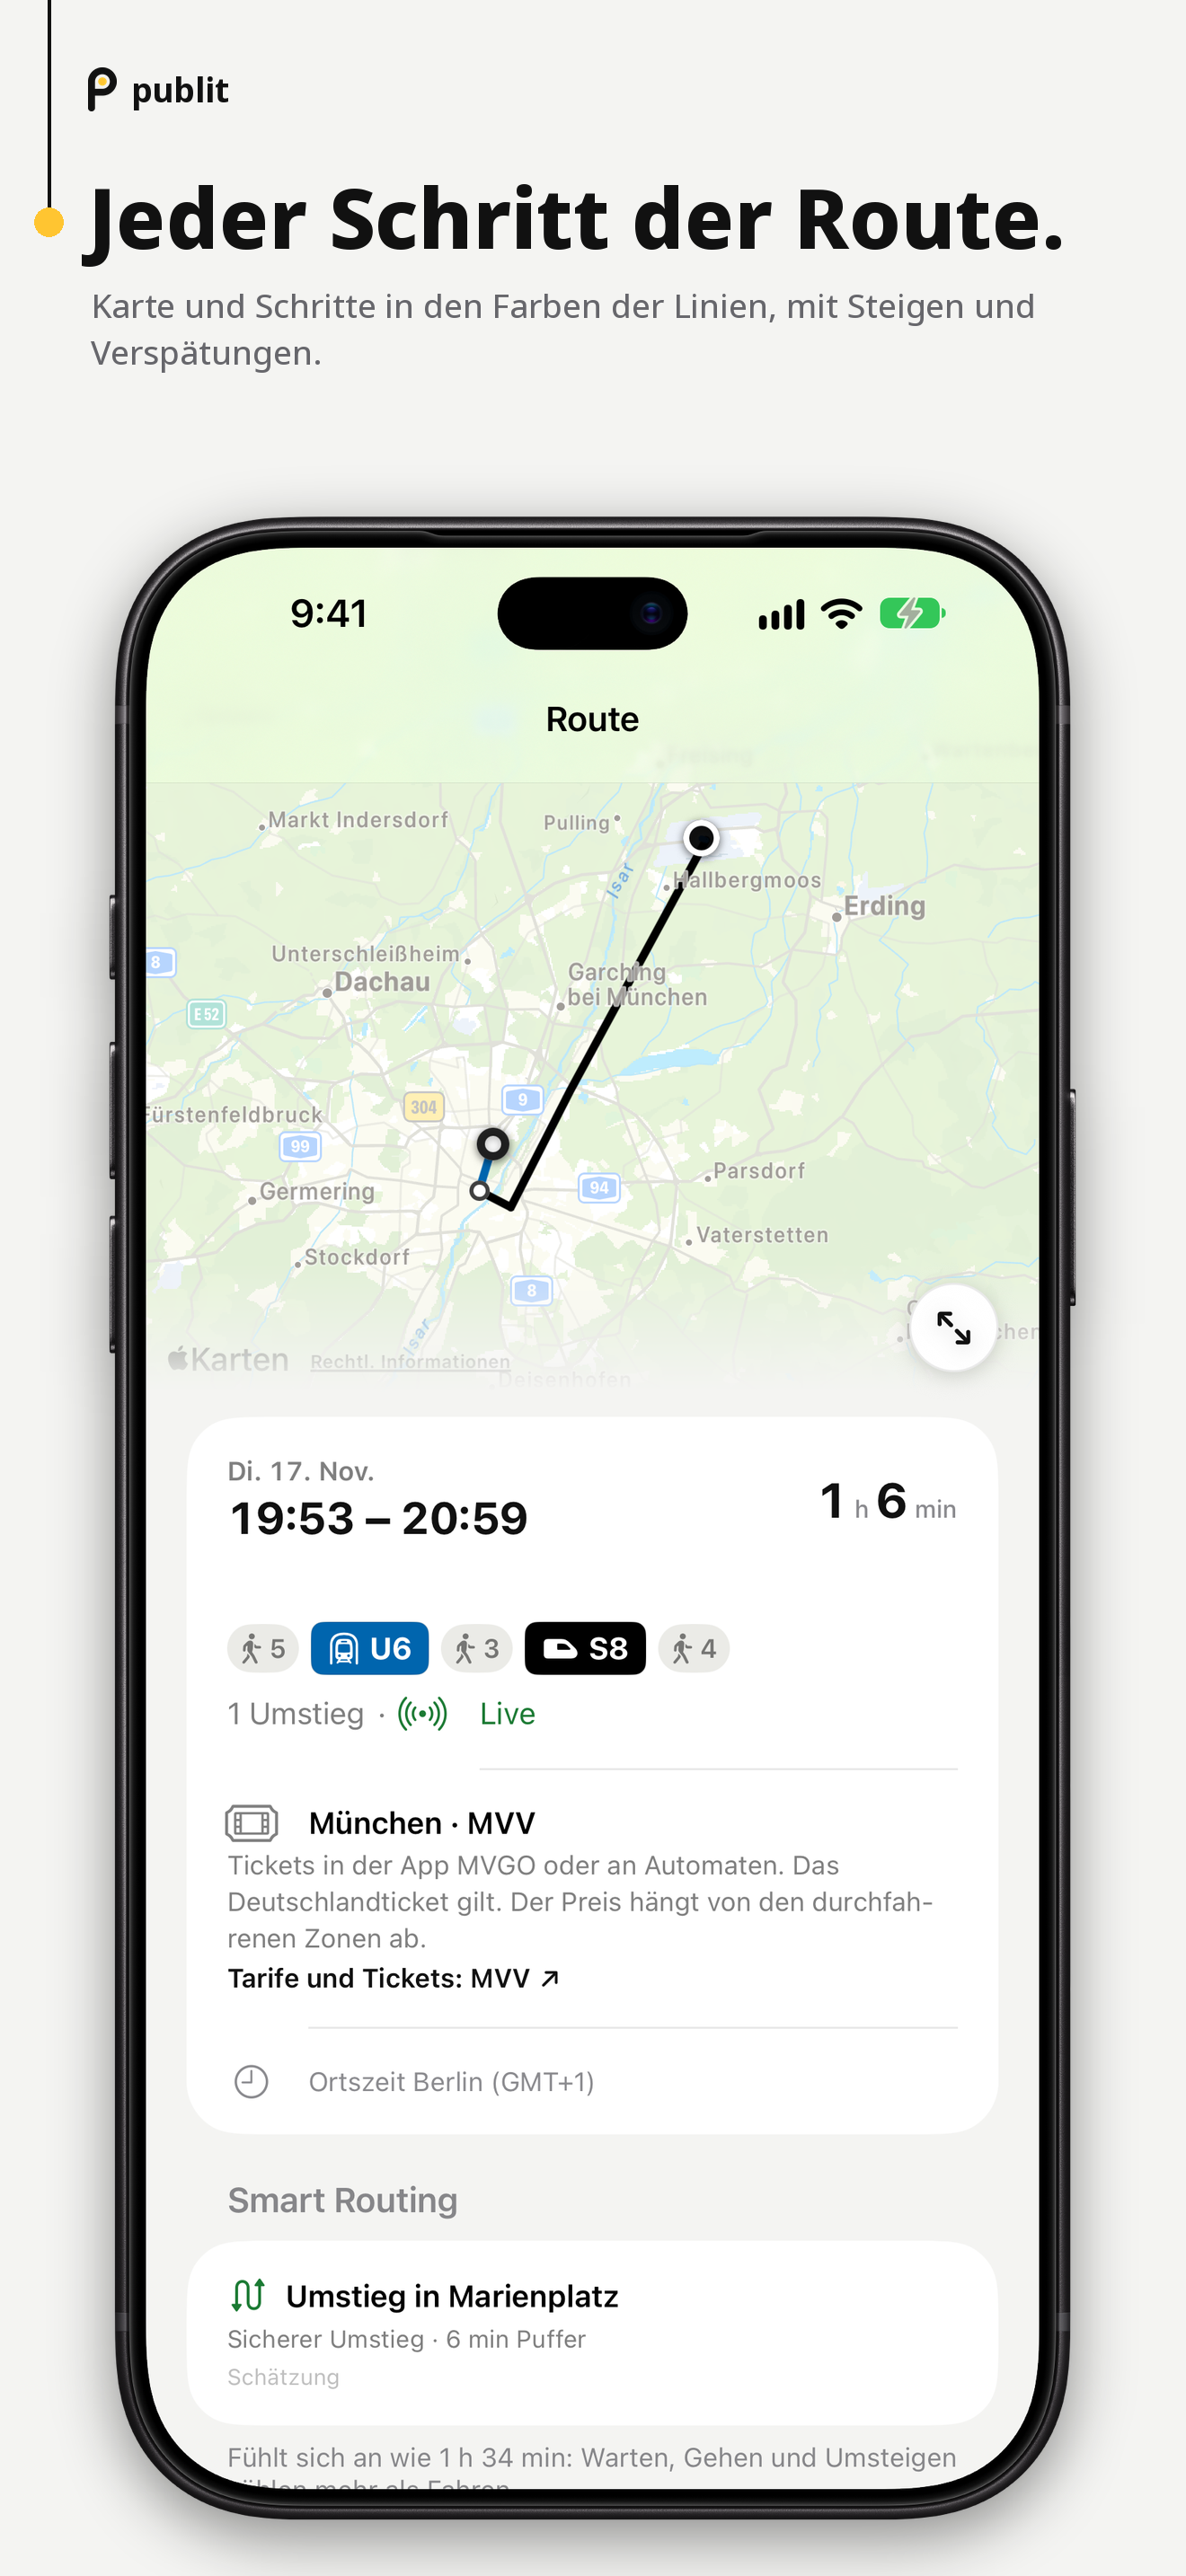 publit
Jeder Schritt der Route.
Karte und Schritte in den Farben der Linien, mit Steigen und
Verspätungen.
9:41
Route
Markt Indersdorf
Pulling
Isar
Hallbergmoos
Erding
Unterschleißheim
Dachau
8
Garching
bei München
E 52
Fürstenfeldbruck
304
9
99
Germering
94
Parsdorf
Vaterstetten
Stockdorf
8
Isar
Karten
Rechtl. Informationen
Deisenhofen
Di. 17. Nov.
19:53 – 20:59
1 h 6 min
5 U6 3 S8 4
1 Umstieg · Live
München · MVV
Tickets in der App MVGO oder an Automaten. Das
Deutschlandticket gilt. Der Preis hängt von den durchfah-
renen Zonen ab.
Tarife und Tickets: MVV ↗
Ortszeit Berlin (GMT+1)
Smart Routing
Umstieg in Marienplatz
Sicherer Umstieg · 6 min Puffer
Schätzung
Fühlt sich an wie 1 h 34 min: Warten, Gehen und Umsteigen